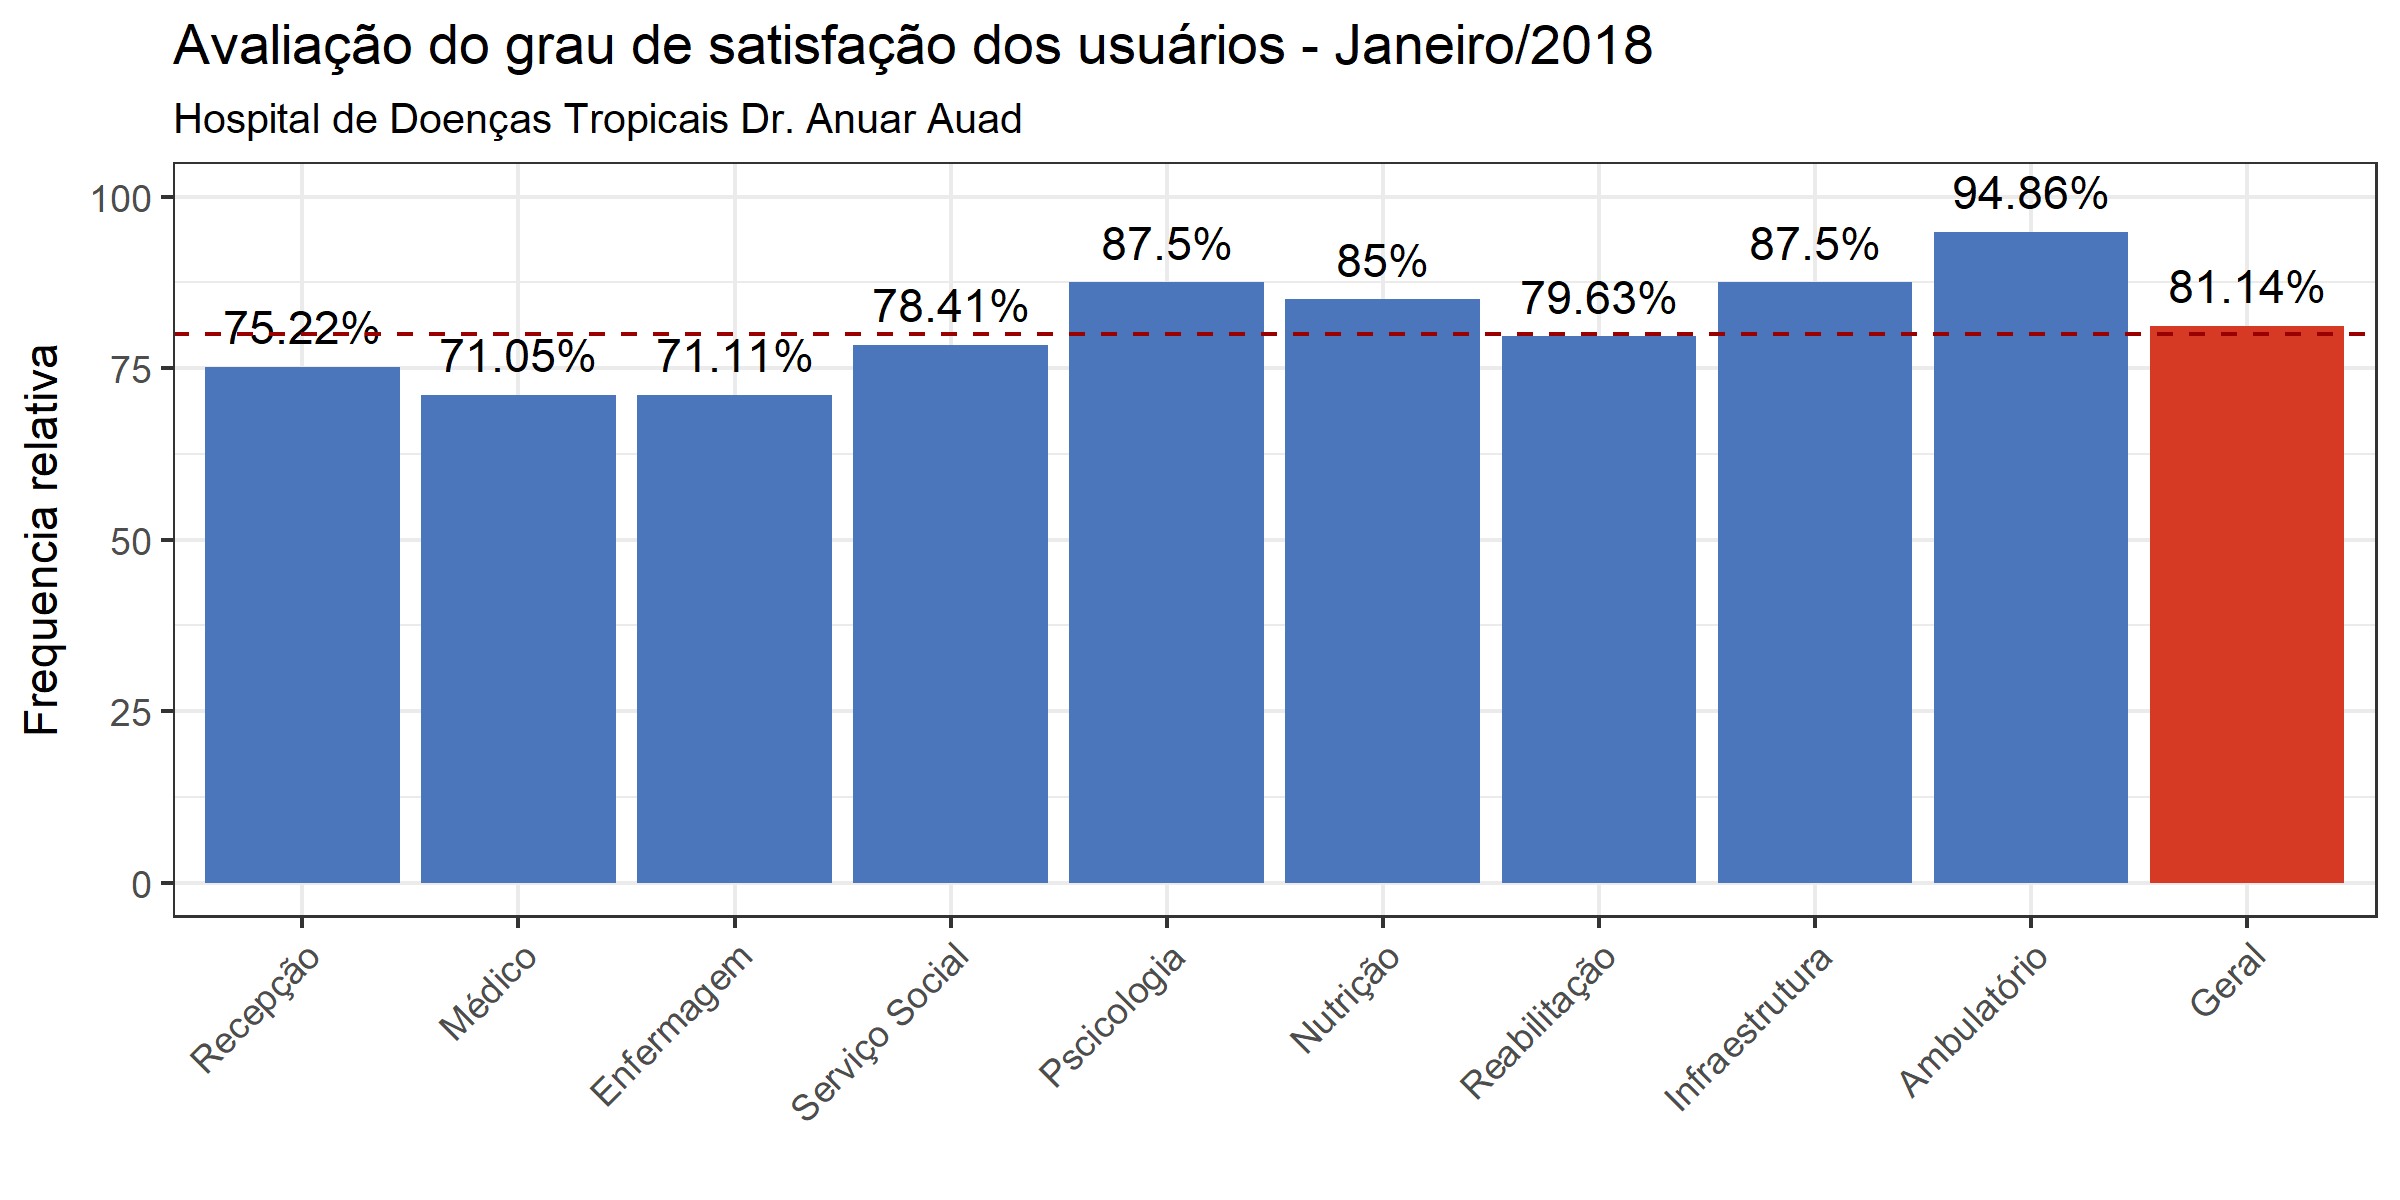 Avaliação do grau de satisfação dos usuários - Janeiro/2018
Hospital de Doenças Tropicais Dr. Anuar Auad
Frequencia relativa
100
75
50
25
0
75.22%
71.05%
71.11%
78.41%
87.5%
85%
79.63%
87.5%
94.86%
81.14%
Recepção
Médico
Enfermagem
Serviço Social
Pscicologia
Nutrição
Reabilitação
Infraestrutura
Ambulatório
Geral